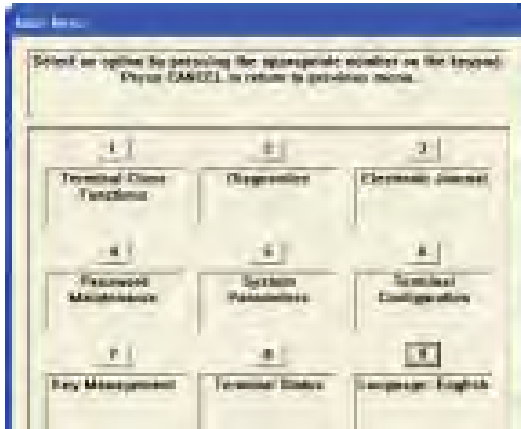 Main Menu
Select an option by pressing the appropriate number on the keypad.
Press CANCEL to return to previous menu.
1 2 3
Terminal Close Diagnostics Electronic Journal
Functions
4 5 6
Password System Terminal
Maintenance Parameters Configuration
7 8 9
Key Management Terminal Status Language: English